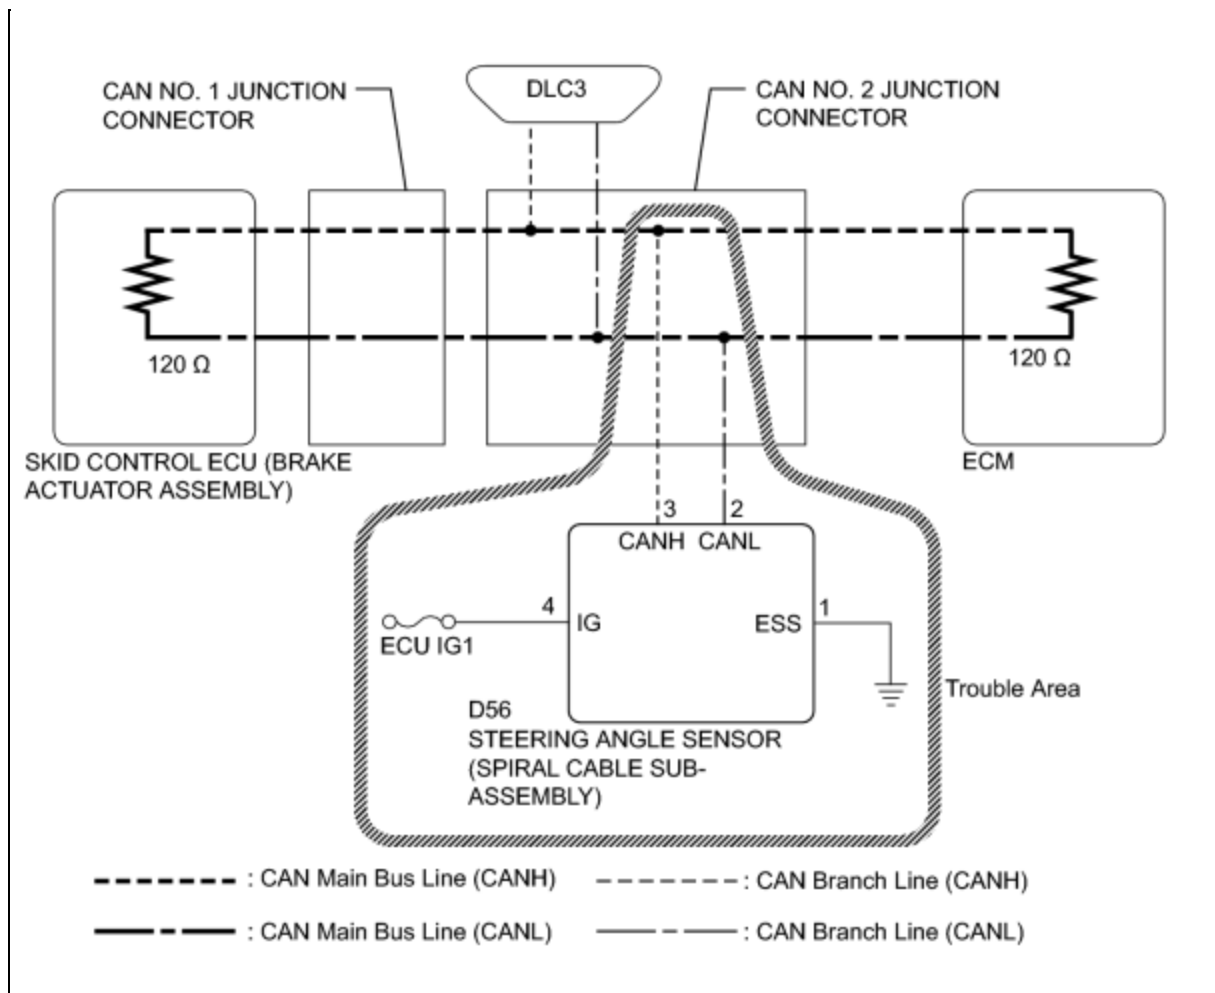 DLC3
CAN NO. 1 JUNCTION
CONNECTOR
CAN NO. 2 JUNCTION
CONNECTOR
120 Ω
120 Ω
SKID CONTROL ECU (BRAKE
ACTUATOR ASSEMBLY)
ECM
3
2
CANH
CANL
4
IG
ESS
1
ECU IG1
Trouble Area
D56
STEERING ANGLE SENSOR
(SPIRAL CABLE SUB-
ASSEMBLY)
: CAN Main Bus Line (CANH)
: CAN Branch Line (CANH)
: CAN Main Bus Line (CANL)
: CAN Branch Line (CANL)